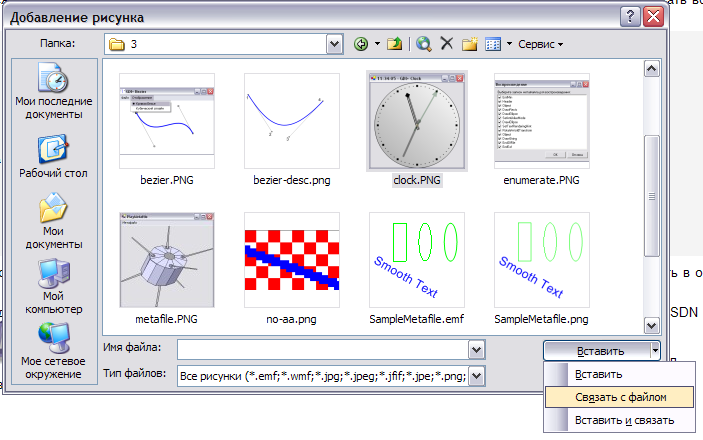 Добавление рисунка
Папка:
3
Сервис
Мои последние
документы
Рабочий стол
Мои
документы
Мой
компьютер
Мое сетевое
окружение
bezier.PNG
bezier-desc.png
clock.PNG
enumerate.PNG
metafile.PNG
no-aa.png
SampleMetafile.emf
SampleMetafile.png
Smooth Text
Smooth Text
Имя файла:
Тип файлов:
Все рисунки (*.emf;*.wmf;*.jpg;*.jpeg;*.jfif;*.jpe;*.png;
Вставить
Вставить
Связать с файлом
Вставить и связать
SDN